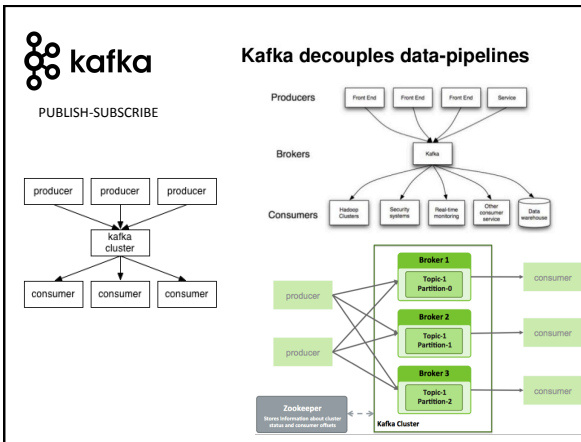 kafka
Kafka decouples data-pipelines
PUBLISH-SUBSCRIBE
producer producer producer
kafka
cluster
consumer consumer consumer
Producers
Front End Front End Front End Service
Brokers
Kafka
Consumers
Hadoop
Clusters
Security
systems
Real-time
monitoring
Other
consumer
service
Data
warehouse
producer
producer
Broker 1
Topic-1
Partition-0
Broker 2
Topic-1
Partition-1
Broker 3
Topic-1
Partition-2
consumer
consumer
consumer
Zookeeper
Stores information about cluster
status and consumer offsets
Kafka Cluster